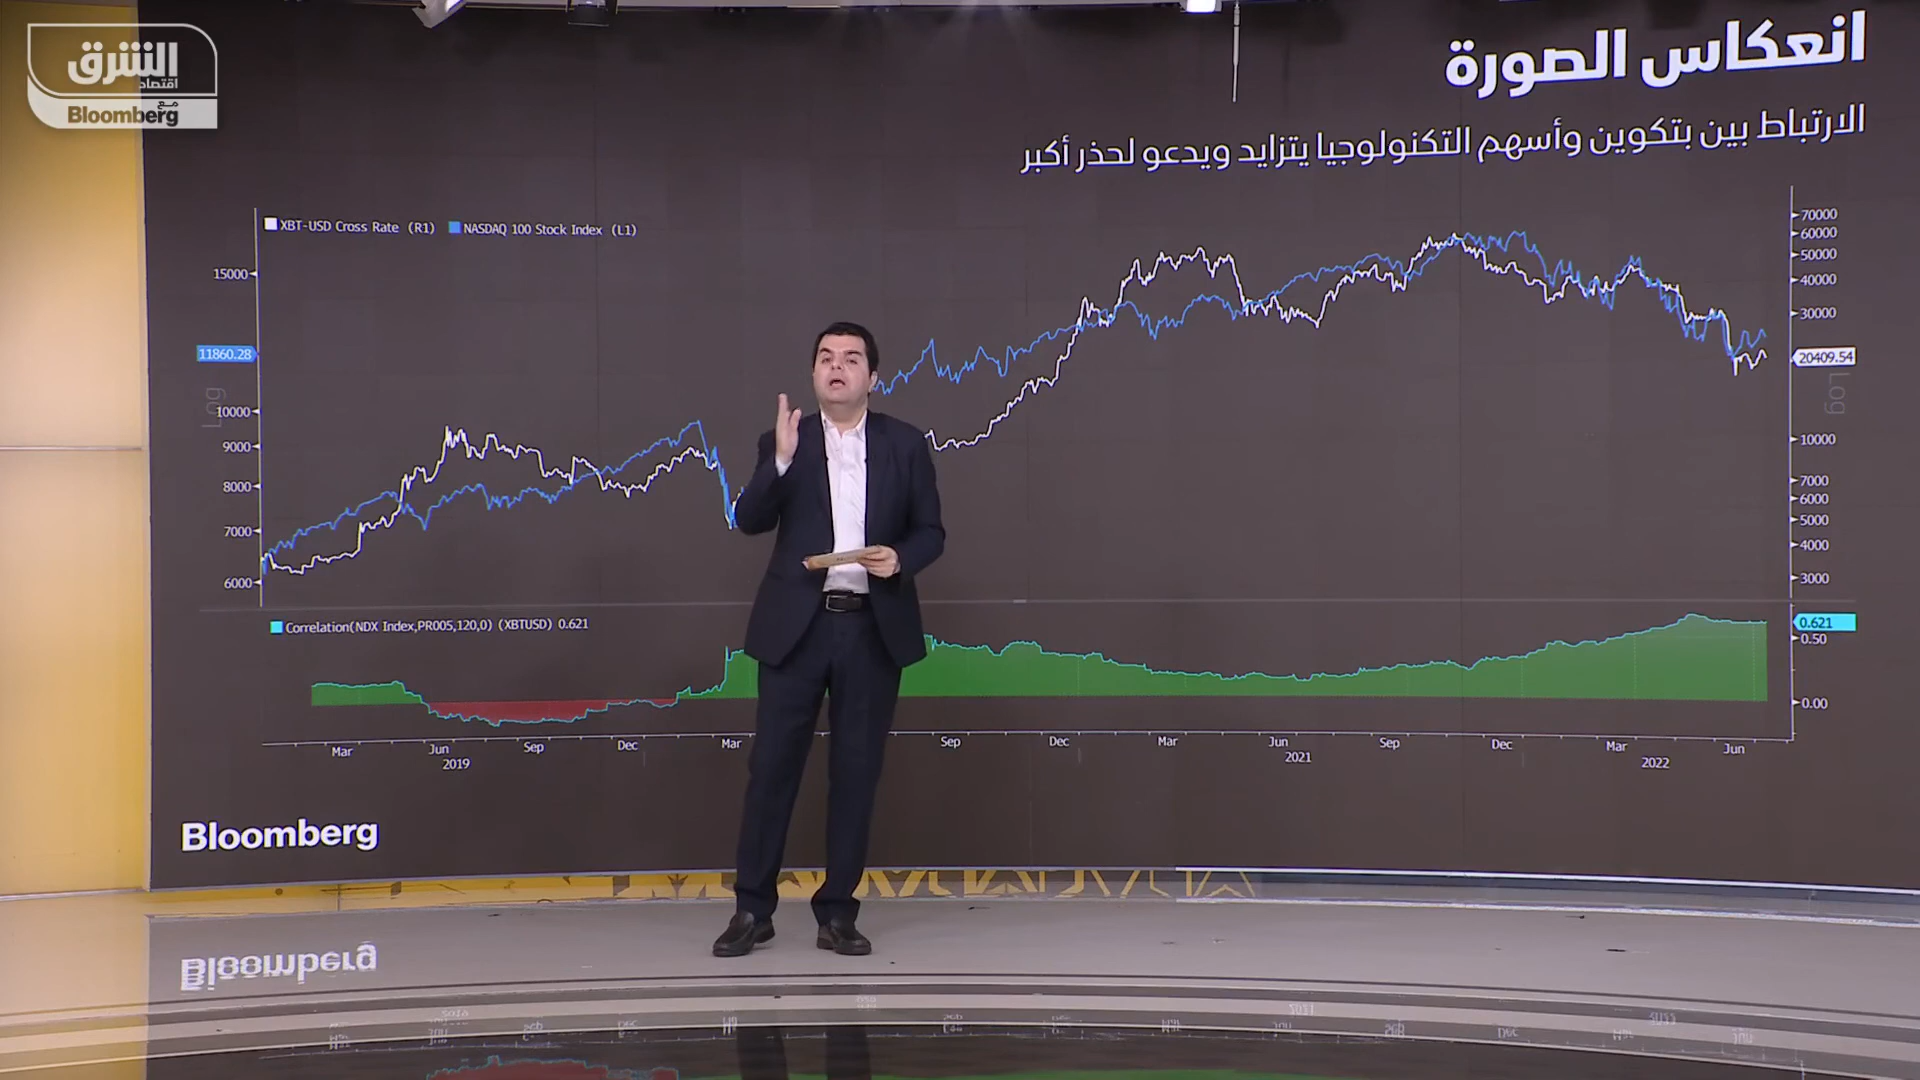 الشرق
اقتصاد
مع
Bloomberg
انعكاس الصورة
الارتباط بين بتكوين وأسهم التكنولوجيا يتزايد ويدعو لحذر أكبر
XBT-USD Cross Rate (R1) NASDAQ 100 Stock Index (L1)
15000
11860.28
Log
10000
9000
8000
7000
6000
70000
60000
50000
40000
30000
20409.54
Log
10000
7000
6000
5000
4000
3000
Correlation(NDX Index,PR005,120,0) (XBTUSD) 0.621
0.621
0.50
0.00
Mar Jun Sep Dec Mar Sep Dec Mar Jun Sep Dec Mar Jun
2019 2021 2022
Bloomberg